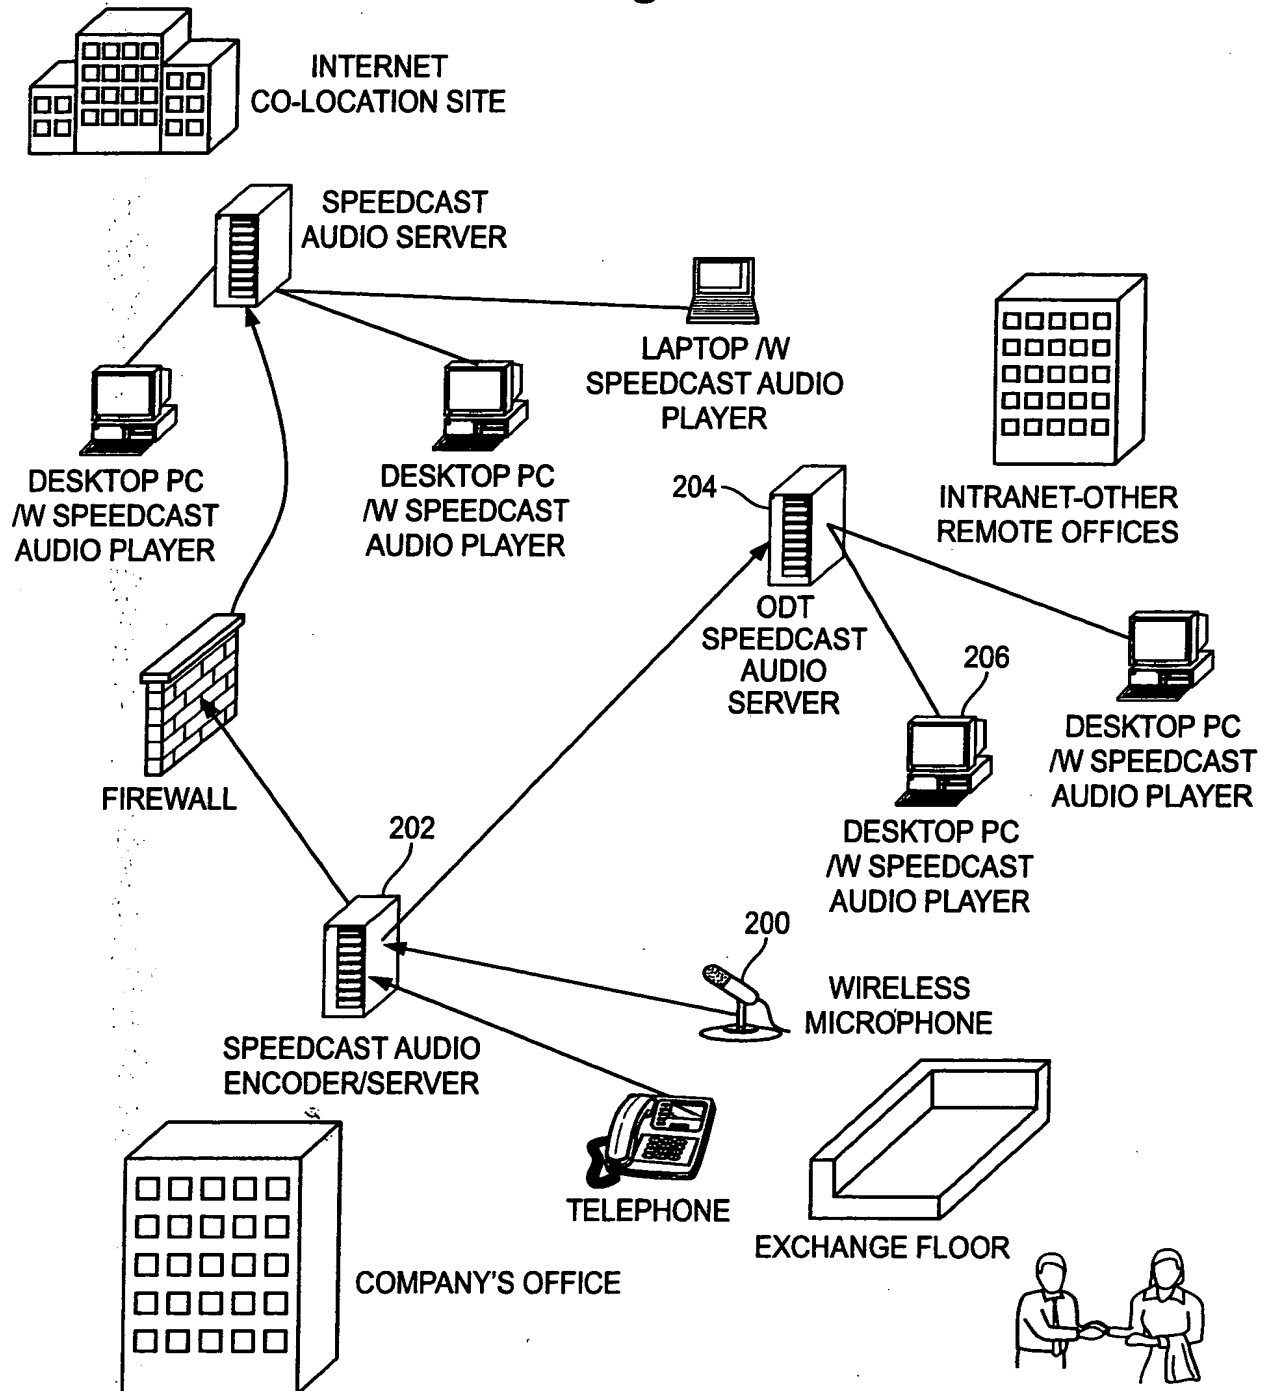 INTERNET
CO-LOCATION SITE
SPEEDCAST
AUDIO SERVER
LAPTOP /W
SPEEDCAST AUDIO
PLAYER
DESKTOP PC
/W SPEEDCAST
AUDIO PLAYER
DESKTOP PC
/W SPEEDCAST
AUDIO PLAYER
204
INTRANET-OTHER
REMOTE OFFICES
ODT
SPEEDCAST
AUDIO
SERVER
206
DESKTOP PC
/W SPEEDCAST
AUDIO PLAYER
FIREWALL
202
DESKTOP PC
/W SPEEDCAST
AUDIO PLAYER
200
WIRELESS
MICROPHONE
SPEEDCAST AUDIO
ENCODER/SERVER
TELEPHONE
EXCHANGE FLOOR
COMPANY'S OFFICE